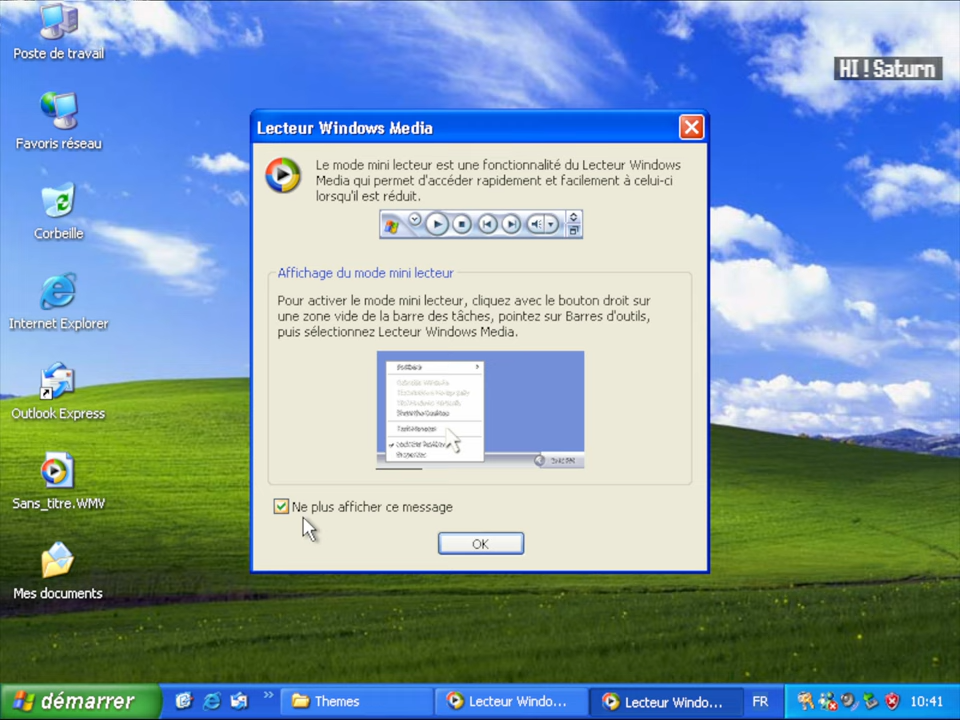 Poste de travail
HI ! Saturn
Favoris réseau
Corbeille
Internet Explorer
Outlook Express
Sans_titre.WMV
Mes documents
Lecteur Windows Media
Le mode mini lecteur est une fonctionnalité du Lecteur Windows
Media qui permet d'accéder rapidement et facilement à celui-ci
lorsqu'il est réduit.
Affichage du mode mini lecteur
Pour activer le mode mini lecteur, cliquez avec le bouton droit sur
une zone vide de la barre des tâches, pointez sur Barres d'outils,
puis sélectionnez Lecteur Windows Media.
Ne plus afficher ce message
OK
démarrer
Themes
Lecteur Windo...
Lecteur Windo...
FR
10:41